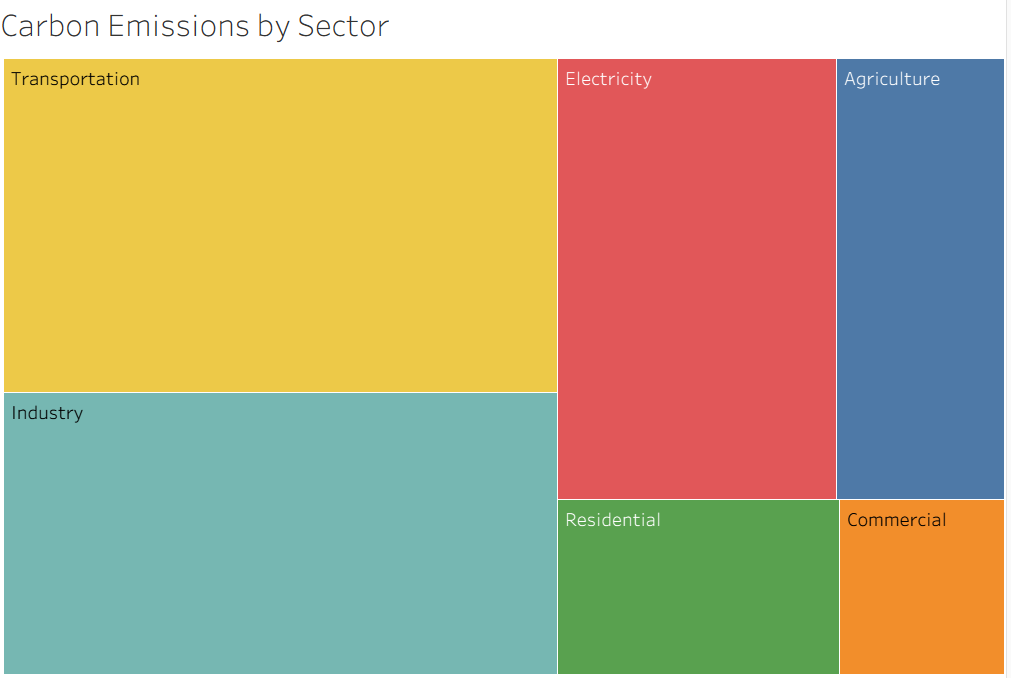 Carbon Emissions by Sector
Transportation
Electricity
Agriculture
Industry
Residential
Commercial